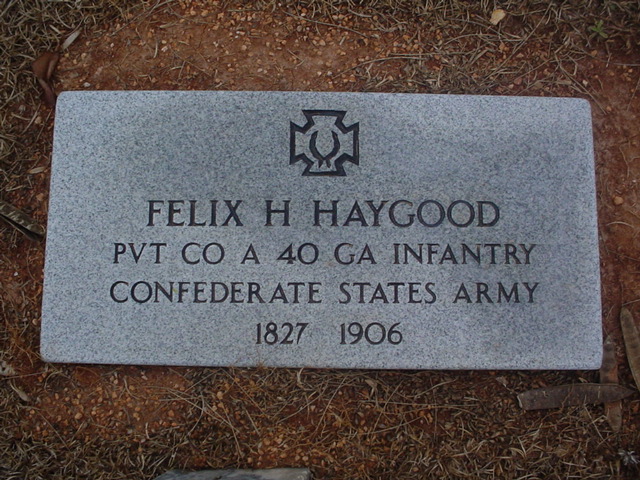 FELIX H HAYGOOD
PVT CO A 40 GA INFANTRY
CONFEDERATE STATES ARMY
1827 1906